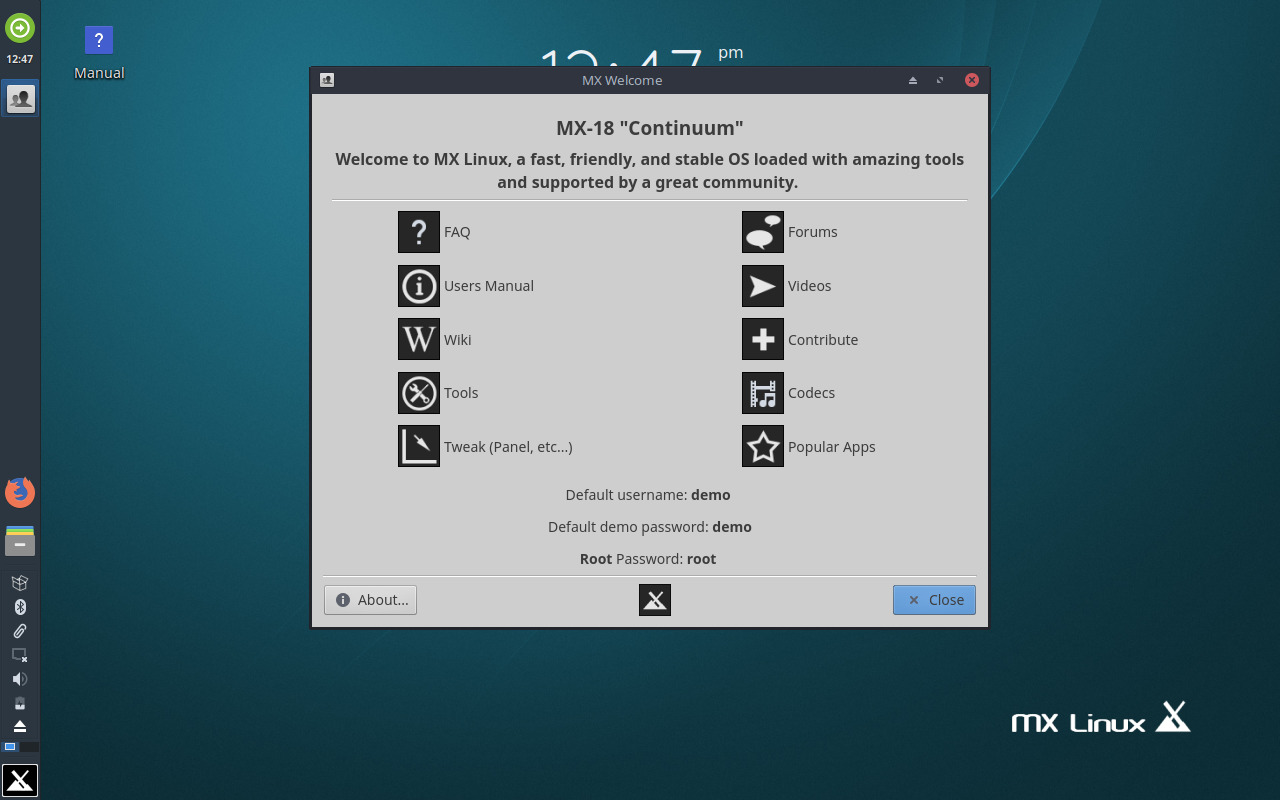 12:47
Manual
12:47 pm
MX Welcome
MX-18 "Continuum"
Welcome to MX Linux, a fast, friendly, and stable OS loaded with amazing tools
and supported by a great community.
FAQ
Forums
Users Manual
Videos
Wiki
Contribute
Tools
Codecs
Tweak (Panel, etc...)
Popular Apps
Default username: demo
Default demo password: demo
Root Password: root
About...
Close
mx Linux